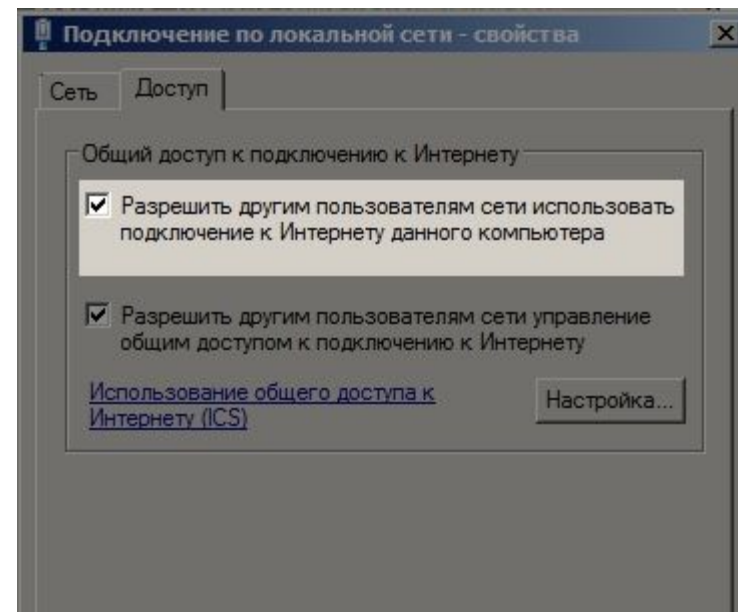 Подключение по локальной сети - свойства
Сеть Доступ
Общий доступ к подключению к Интернету
Разрешить другим пользователям сети использовать
подключение к Интернету данного компьютера
Разрешить другим пользователям сети управление
общим доступом к подключению к Интернету
Использование общего доступа к
Интернету (ICS)
Настройка...